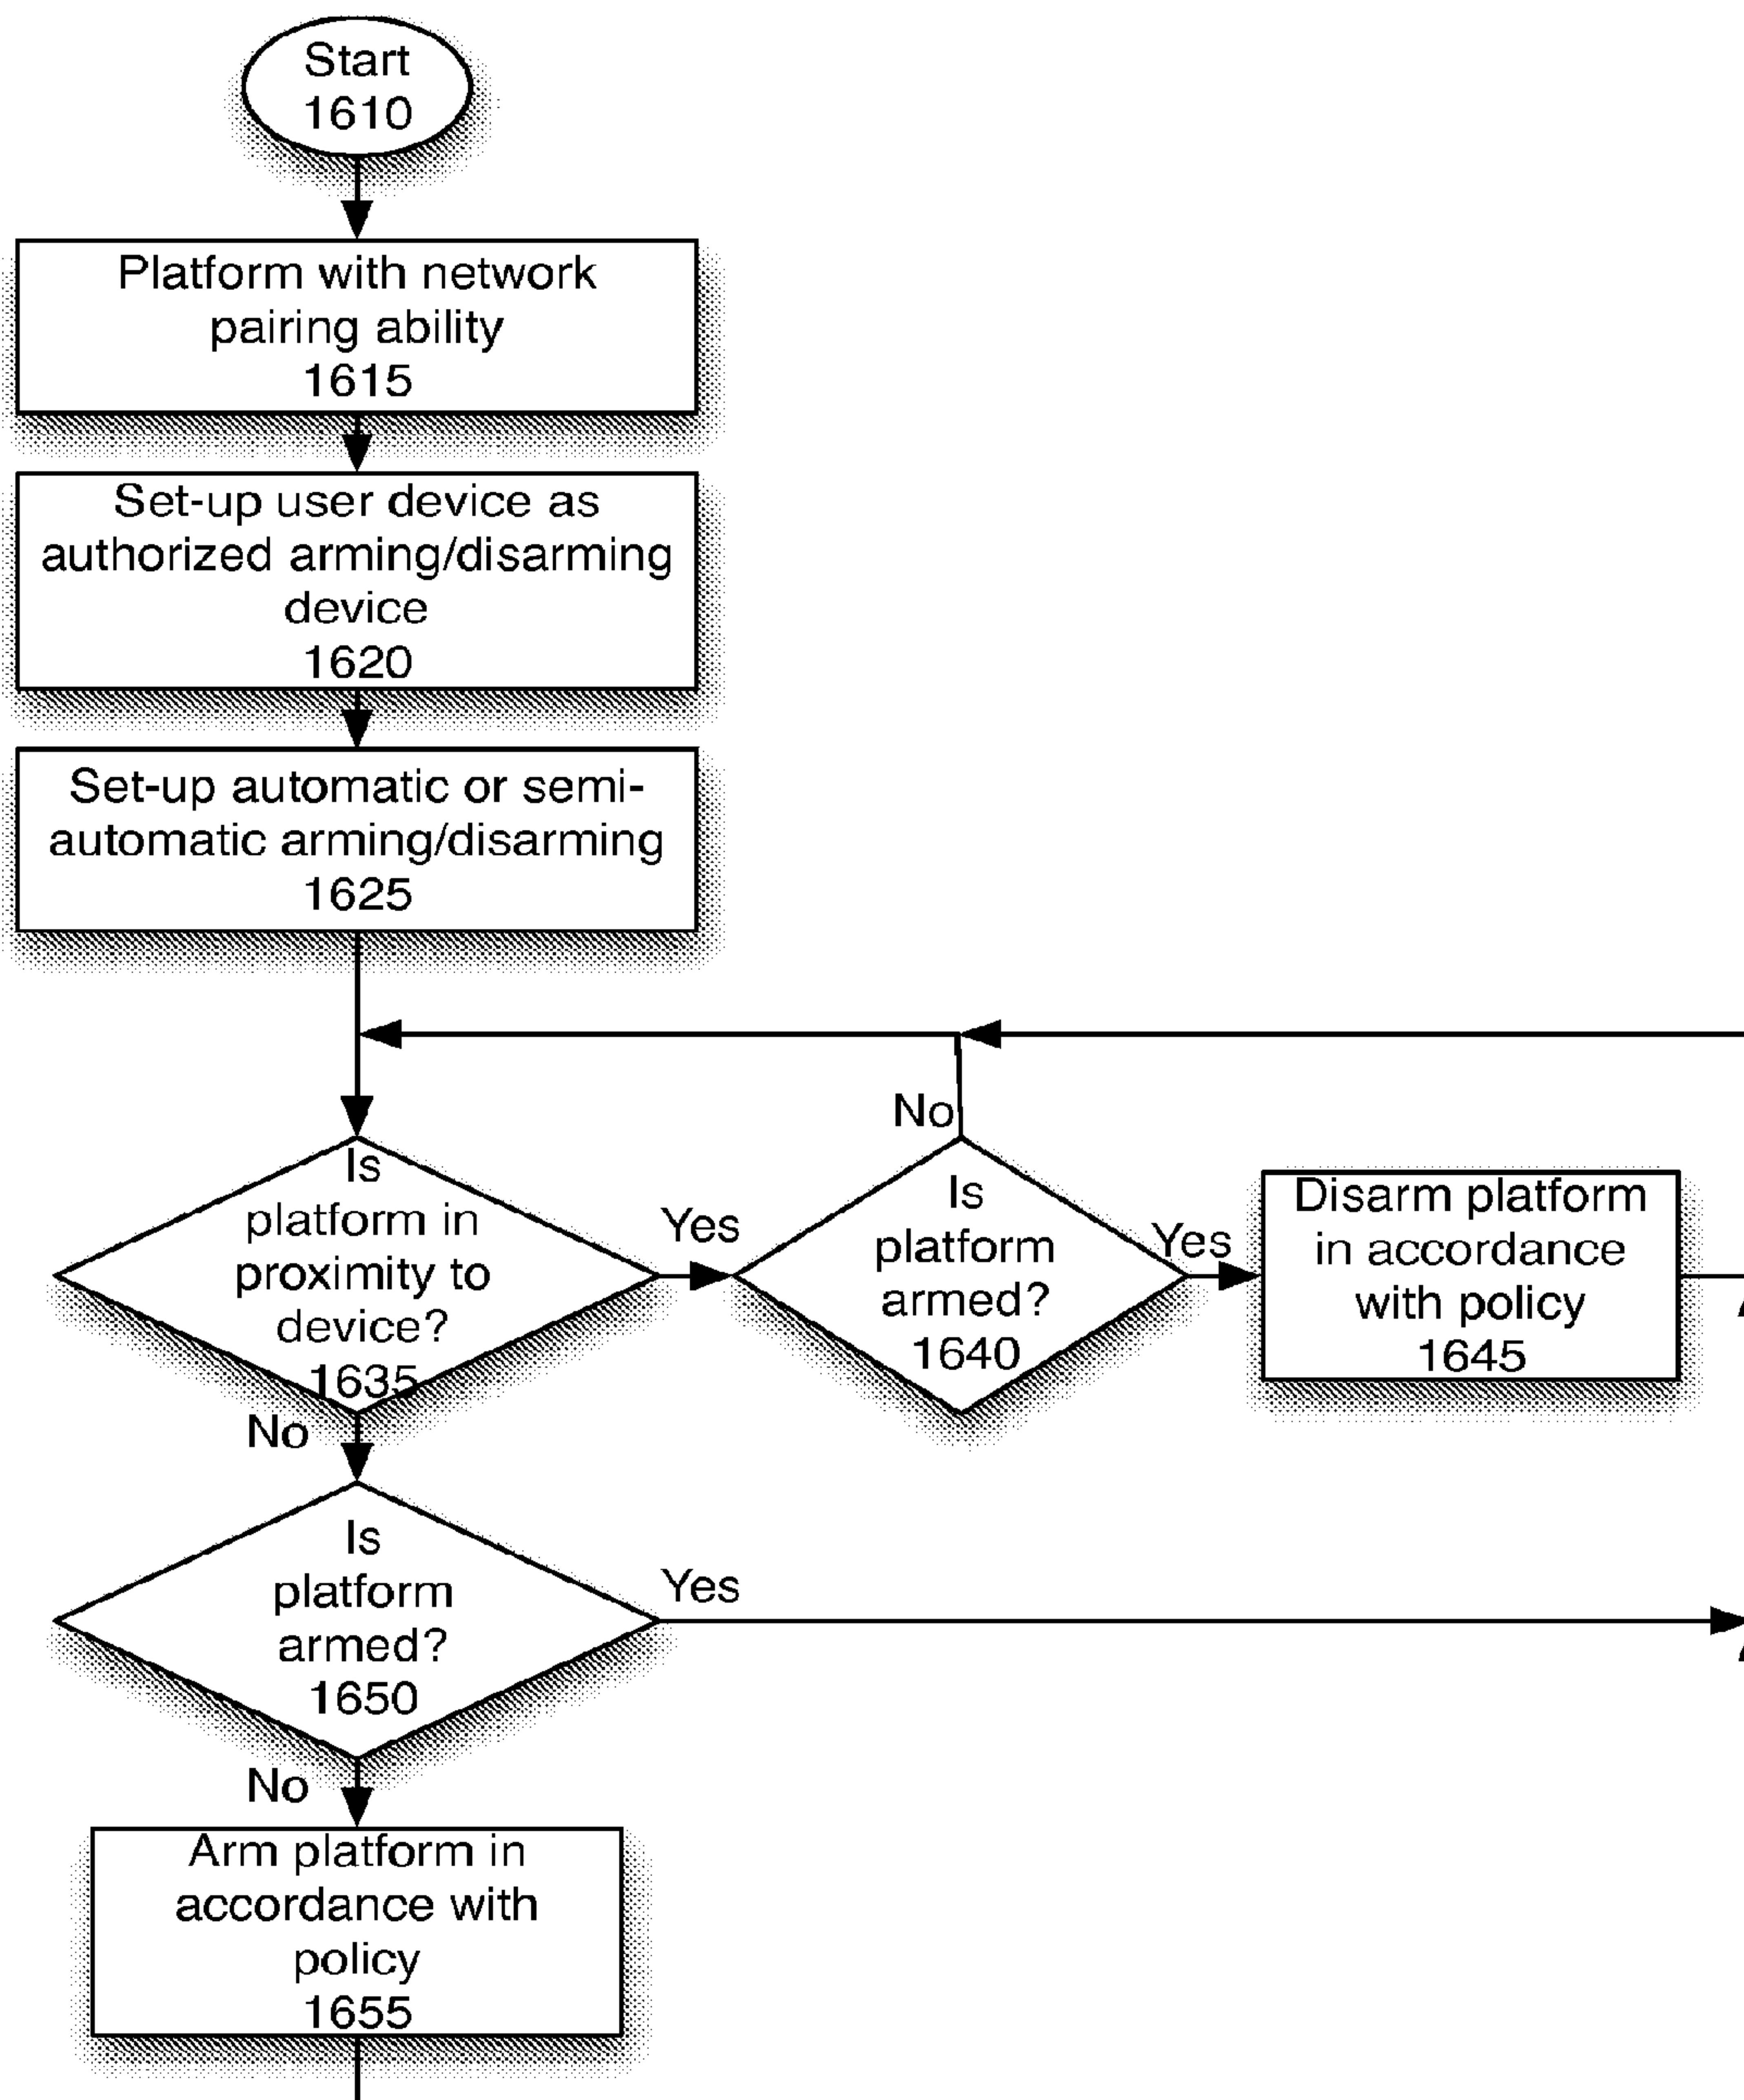 Start
1610
Platform with network
pairing ability
1615
Set-up user device as
authorized arming/disarming
device
1620
Set-up automatic or semi-
automatic arming/disarming
1625
Is
platform in
proximity to
device?
1635
Yes
No
Is
platform
armed?
1640
No
Yes
Disarm platform
in accordance
with policy
1645
Is
platform
armed?
1650
Yes
No
Arm platform in
accordance with
policy
1655